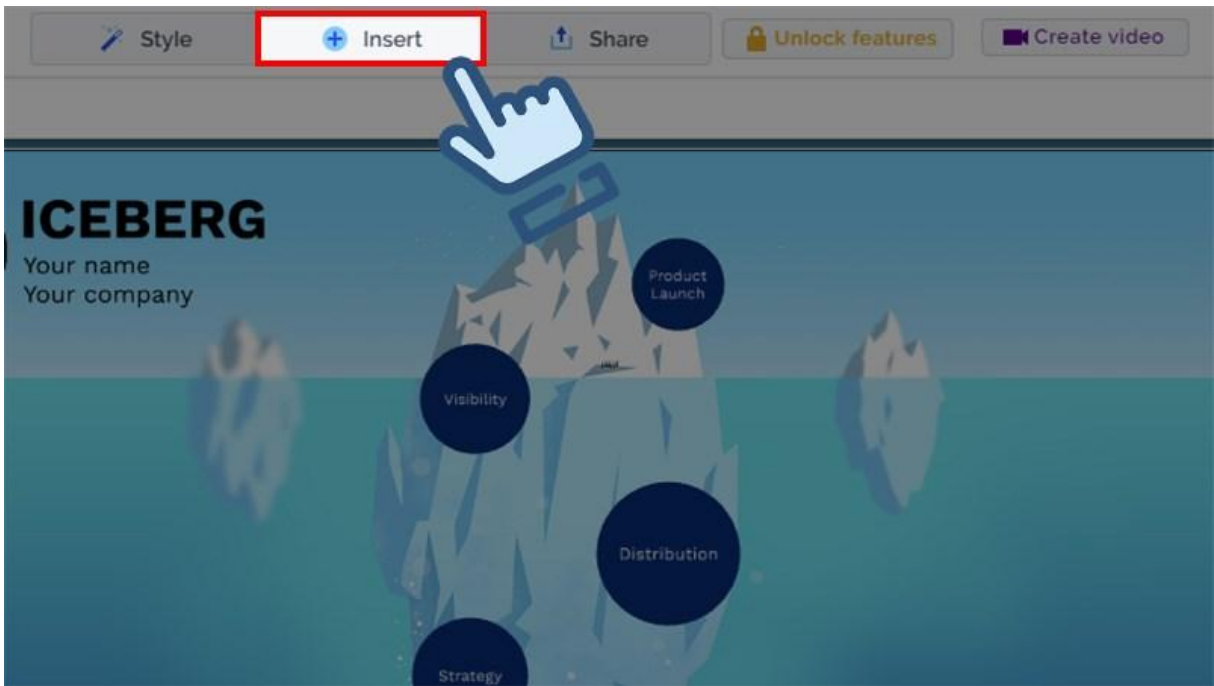 Style
Insert
Share
Unlock features
Create video
ICEBERG
Your name
Your company
Product
Launch
Visibility
Distribution
Strategy